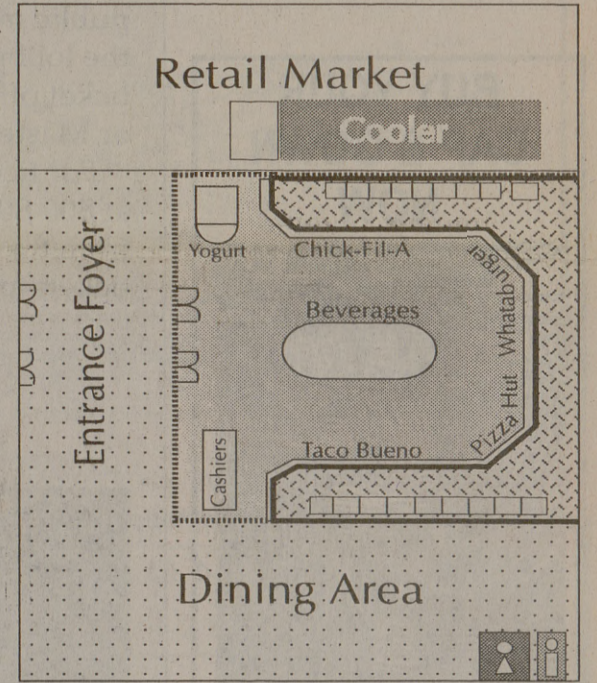 Retail Market
Cooler
Yogurt
Chick-Fil-A
Whataburger
Beverages
Entrance Foyer
Pizza Hut
Taco Bueno
Cashiers
Dining Area